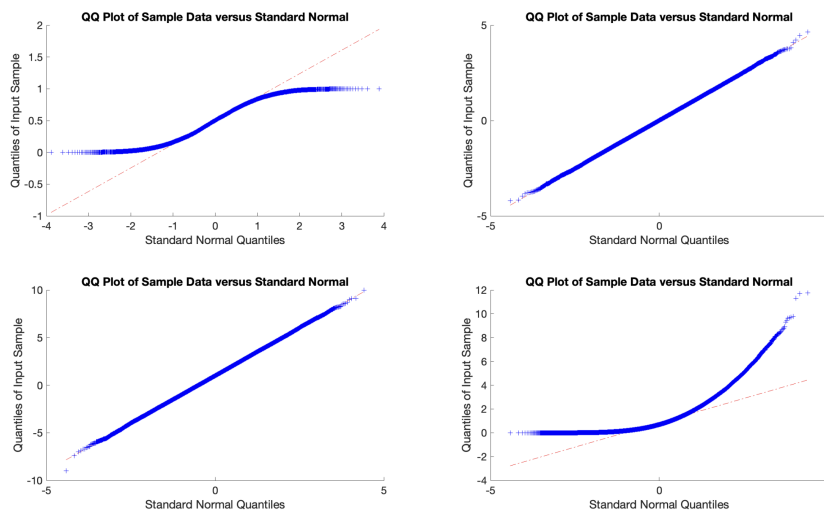 QQ Plot of Sample Data versus Standard Normal
2
1.5
1
0.5
0
-0.5
-1
Quantiles of Input Sample
-4 -3 -2 -1 0 1 2 3 4
Standard Normal Quantiles
QQ Plot of Sample Data versus Standard Normal
5
0
-5
Quantiles of Input Sample
-5 0
Standard Normal Quantiles
QQ Plot of Sample Data versus Standard Normal
10
5
0
-5
-10
Quantiles of Input Sample
-5 0 5
Standard Normal Quantiles
QQ Plot of Sample Data versus Standard Normal
12
10
8
6
4
2
0
-2
-4
Quantiles of Input Sample
-5 0
Standard Normal Quantiles